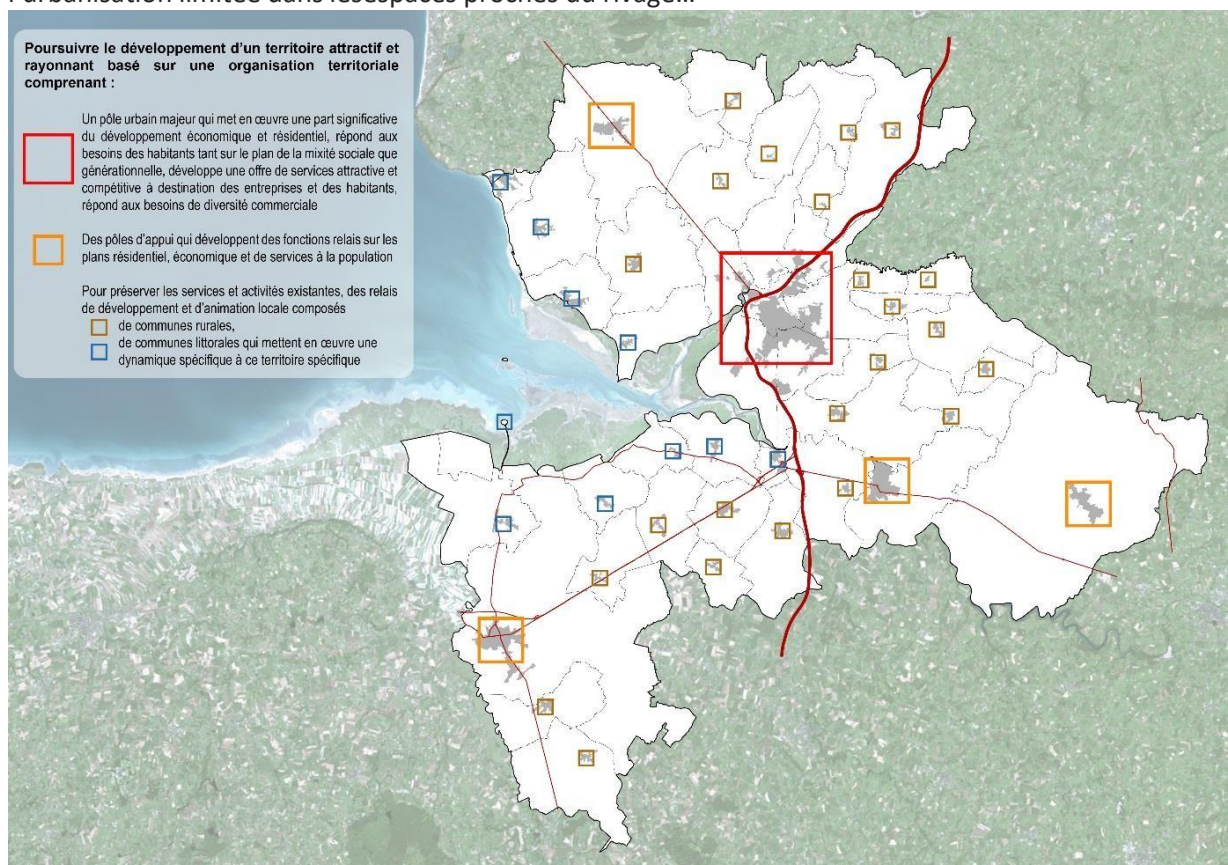 l'urbanisation limitée dans lesespaces proches du rivage…
Poursuivre le développement d'un territoire attractif et
rayonnant basé sur une organisation territoriale
comprenant :
Un pôle urbain majeur qui met en œuvre une part significative
du développement économique et résidentiel, répond aux
besoins des habitants tant sur le plan de la mixité sociale que
générationnelle, développe une offre de services attractive et
compétitive à destination des entreprises et des habitants,
répond aux besoins de diversité commerciale
Des pôles d'appui qui développent des fonctions relais sur les
plans résidentiel, économique et de services à la population
Pour préserver les services et activités existantes, des relais
de développement et d'animation locale composés
de communes rurales,
de communes littorales qui mettent en œuvre une
dynamique spécifique à ce territoire spécifique